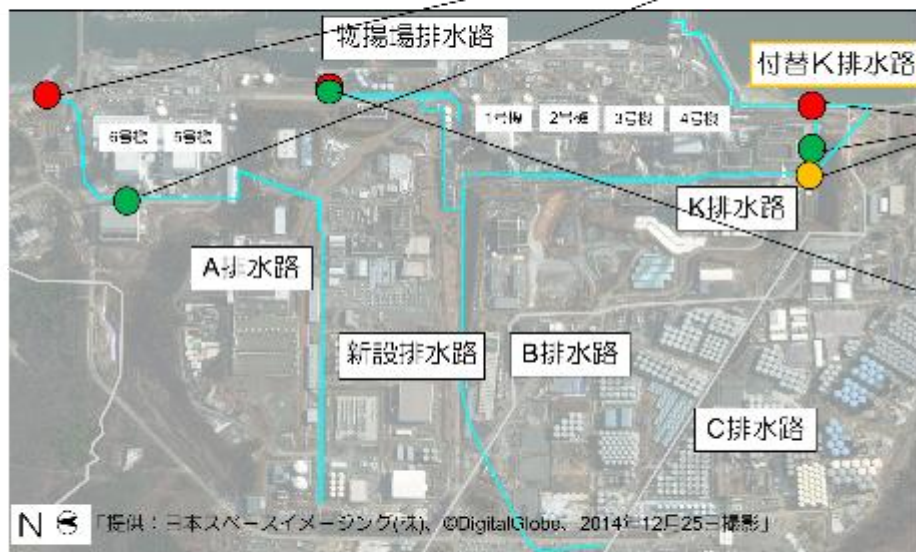 物揚場排水路
付替K排水路
6号機 5号機
1号機 2号機 3号機 4号機
K排水路
A排水路
新設排水路
B排水路
C排水路
N 「提供：日本スペースイメージング(株)、©DigitalGlobe、2014年12月25日撮影」